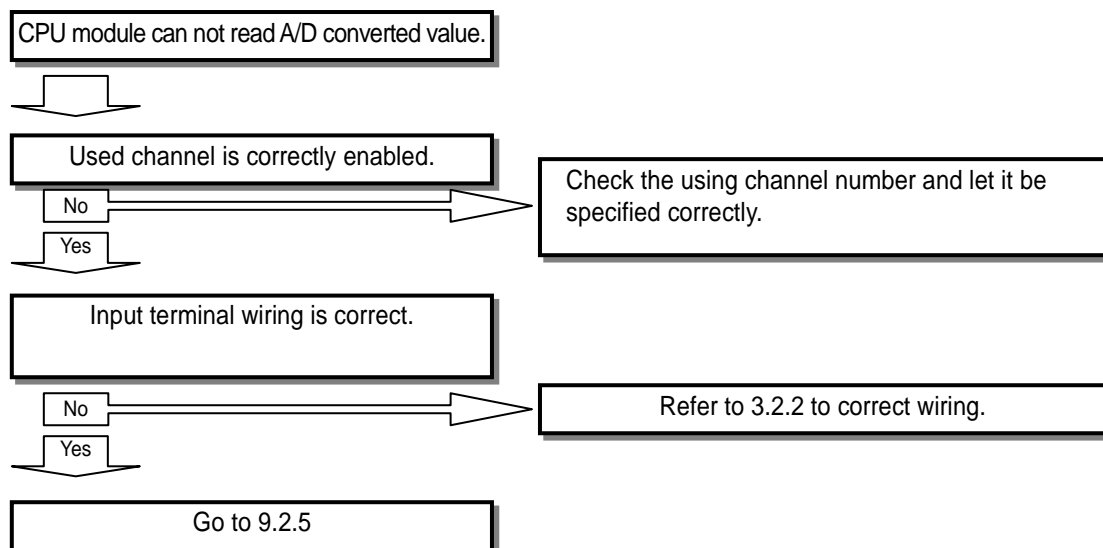 CPU module can not read A/D converted value.
Used channel is correctly enabled.
No
Check the using channel number and let it be
specified correctly.
Yes
Input terminal wiring is correct.
No
Refer to 3.2.2 to correct wiring.
Yes
Go to 9.2.5